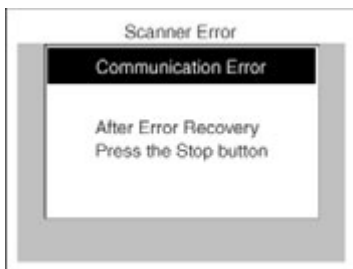 Scanner Error
Communication Error
After Error Recovery
Press the Stop button